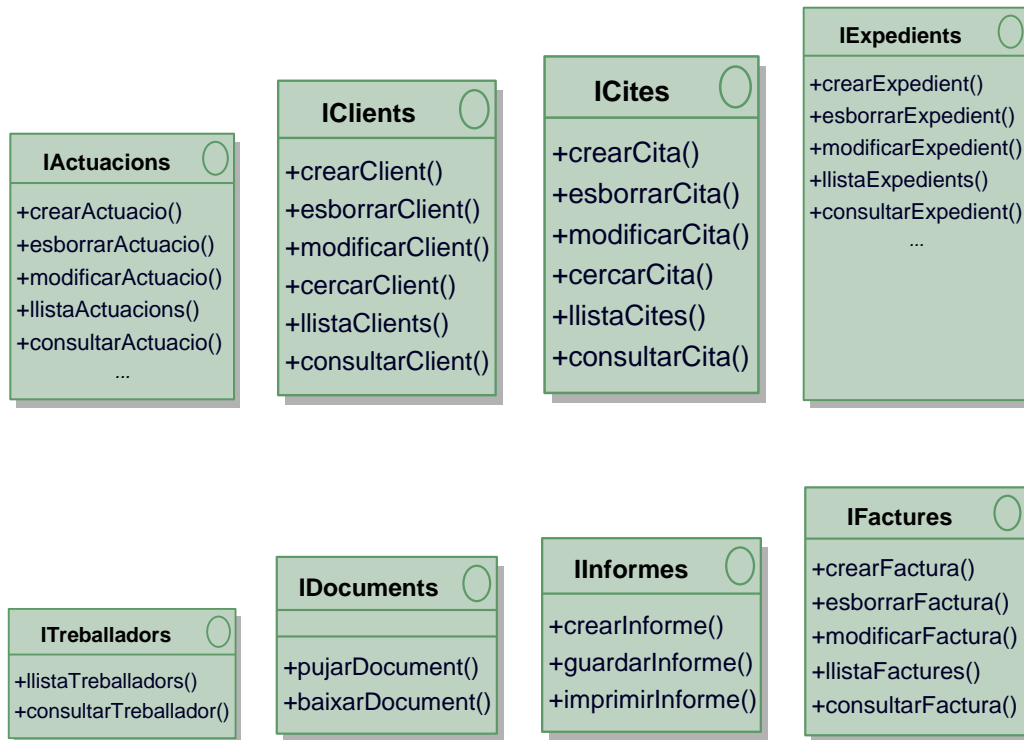 IActuacions
+crearActuacio()
+esborrarActuacio()
+modificarActuacio()
+llistaActuacions()
+consultarActuacio()
...
IClients
+crearClient()
+esborrarClient()
+modificarClient()
+cercarClient()
+llistaClients()
+consultarClient()
ICites
+crearCita()
+esborrarCita()
+modificarCita()
+cercarCita()
+llistaCites()
+consultarCita()
IExpedients
+crearExpedient()
+esborrarExpedient()
+modificarExpedient()
+llistaExpedients()
+consultarExpedient()
...
ITreballadors
+llistaTreballadors()
+consultarTreballador()
IDocuments
+pujarDocument()
+baixarDocument()
IInformes
+crearInforme()
+guardarInforme()
+imprimirInforme()
IFactures
+crearFactura()
+esborrarFactura()
+modificarFactura()
+llistaFactures()
+consultarFactura()